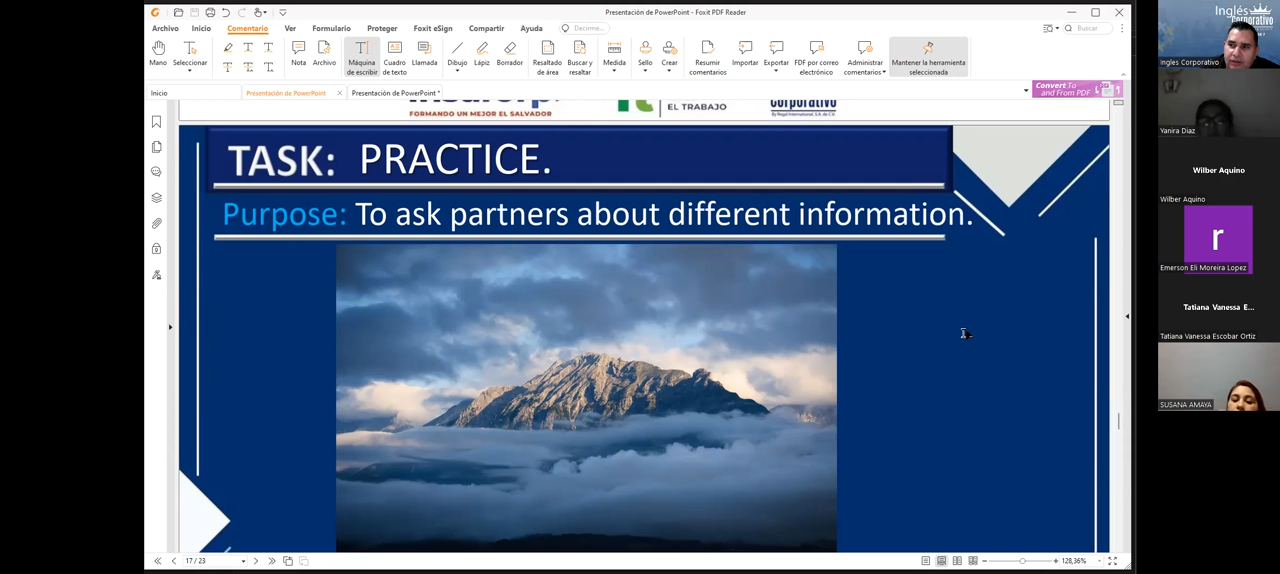 Presentación de PowerPoint - Foxit PDF Reader
Archivo Inicio Comentario Ver Formulario Proteger Foxit eSign Compartir Ayuda Decirme... Buscar
Mano Seleccionar Nota Archivo Máquina de escribir Cuadro de texto Llamada Dibujo Lápiz Borrador Resultado de área Buscar y resaltar Medida Sello Crear Resumir comentarios Importar Exportar PDF por correo electrónico Administrar comentarios Mantener la herramienta seleccionada
Inicio Presentación de PowerPoint Presentación de PowerPoint * Convert To and From PDF
FORMANDO UN MEJOR EL SALVADOR
EL TRABAJO
Corporativo
TASK: PRACTICE.
Purpose: To ask partners about different information.
17 / 23
128,36%
Inglés
Corporativo
Ingles Corporativo
Yanira Diaz
Wilber Aquino
Wilber Aquino
r
Emerson Eli Moreira Lopez
Tatiana Vanessa E...
Tatiana Vanessa Escobar Ortiz
SUSANA AMAYA